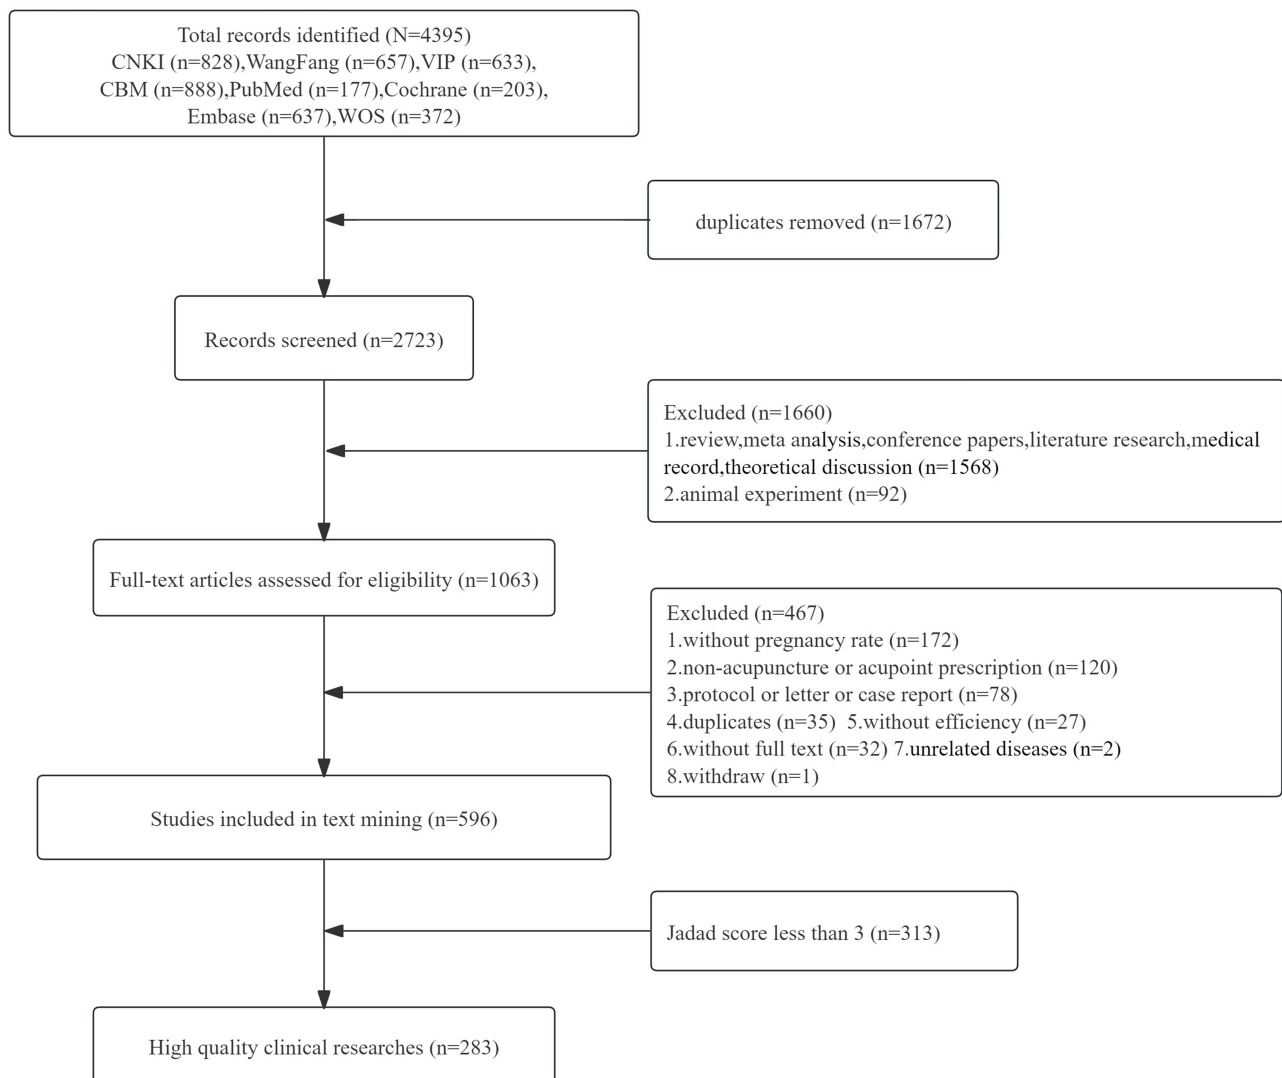 Total records identified (N=4395)
CNKI (n=828),WangFang (n=657),VIP (n=633),
CBM (n=888),PubMed (n=177),Cochrane (n=203),
Embase (n=637),WOS (n=372)
duplicates removed (n=1672)
Records screened (n=2723)
Excluded (n=1660)
1.review,meta analysis,conference papers,literature research,medical
record,theoretical discussion (n=1568)
2.animal experiment (n=92)
Full-text articles assessed for eligibility (n=1063)
Excluded (n=467)
1.without pregnancy rate (n=172)
2.non-acupuncture or acupoint prescription (n=120)
3.protocol or letter or case report (n=78)
4.duplicates (n=35)  5.without efficiency (n=27)
6.without full text (n=32) 7.unrelated diseases (n=2)
8.withdraw (n=1)
Studies included in text mining (n=596)
Jadad score less than 3 (n=313)
High quality clinical researches (n=283)